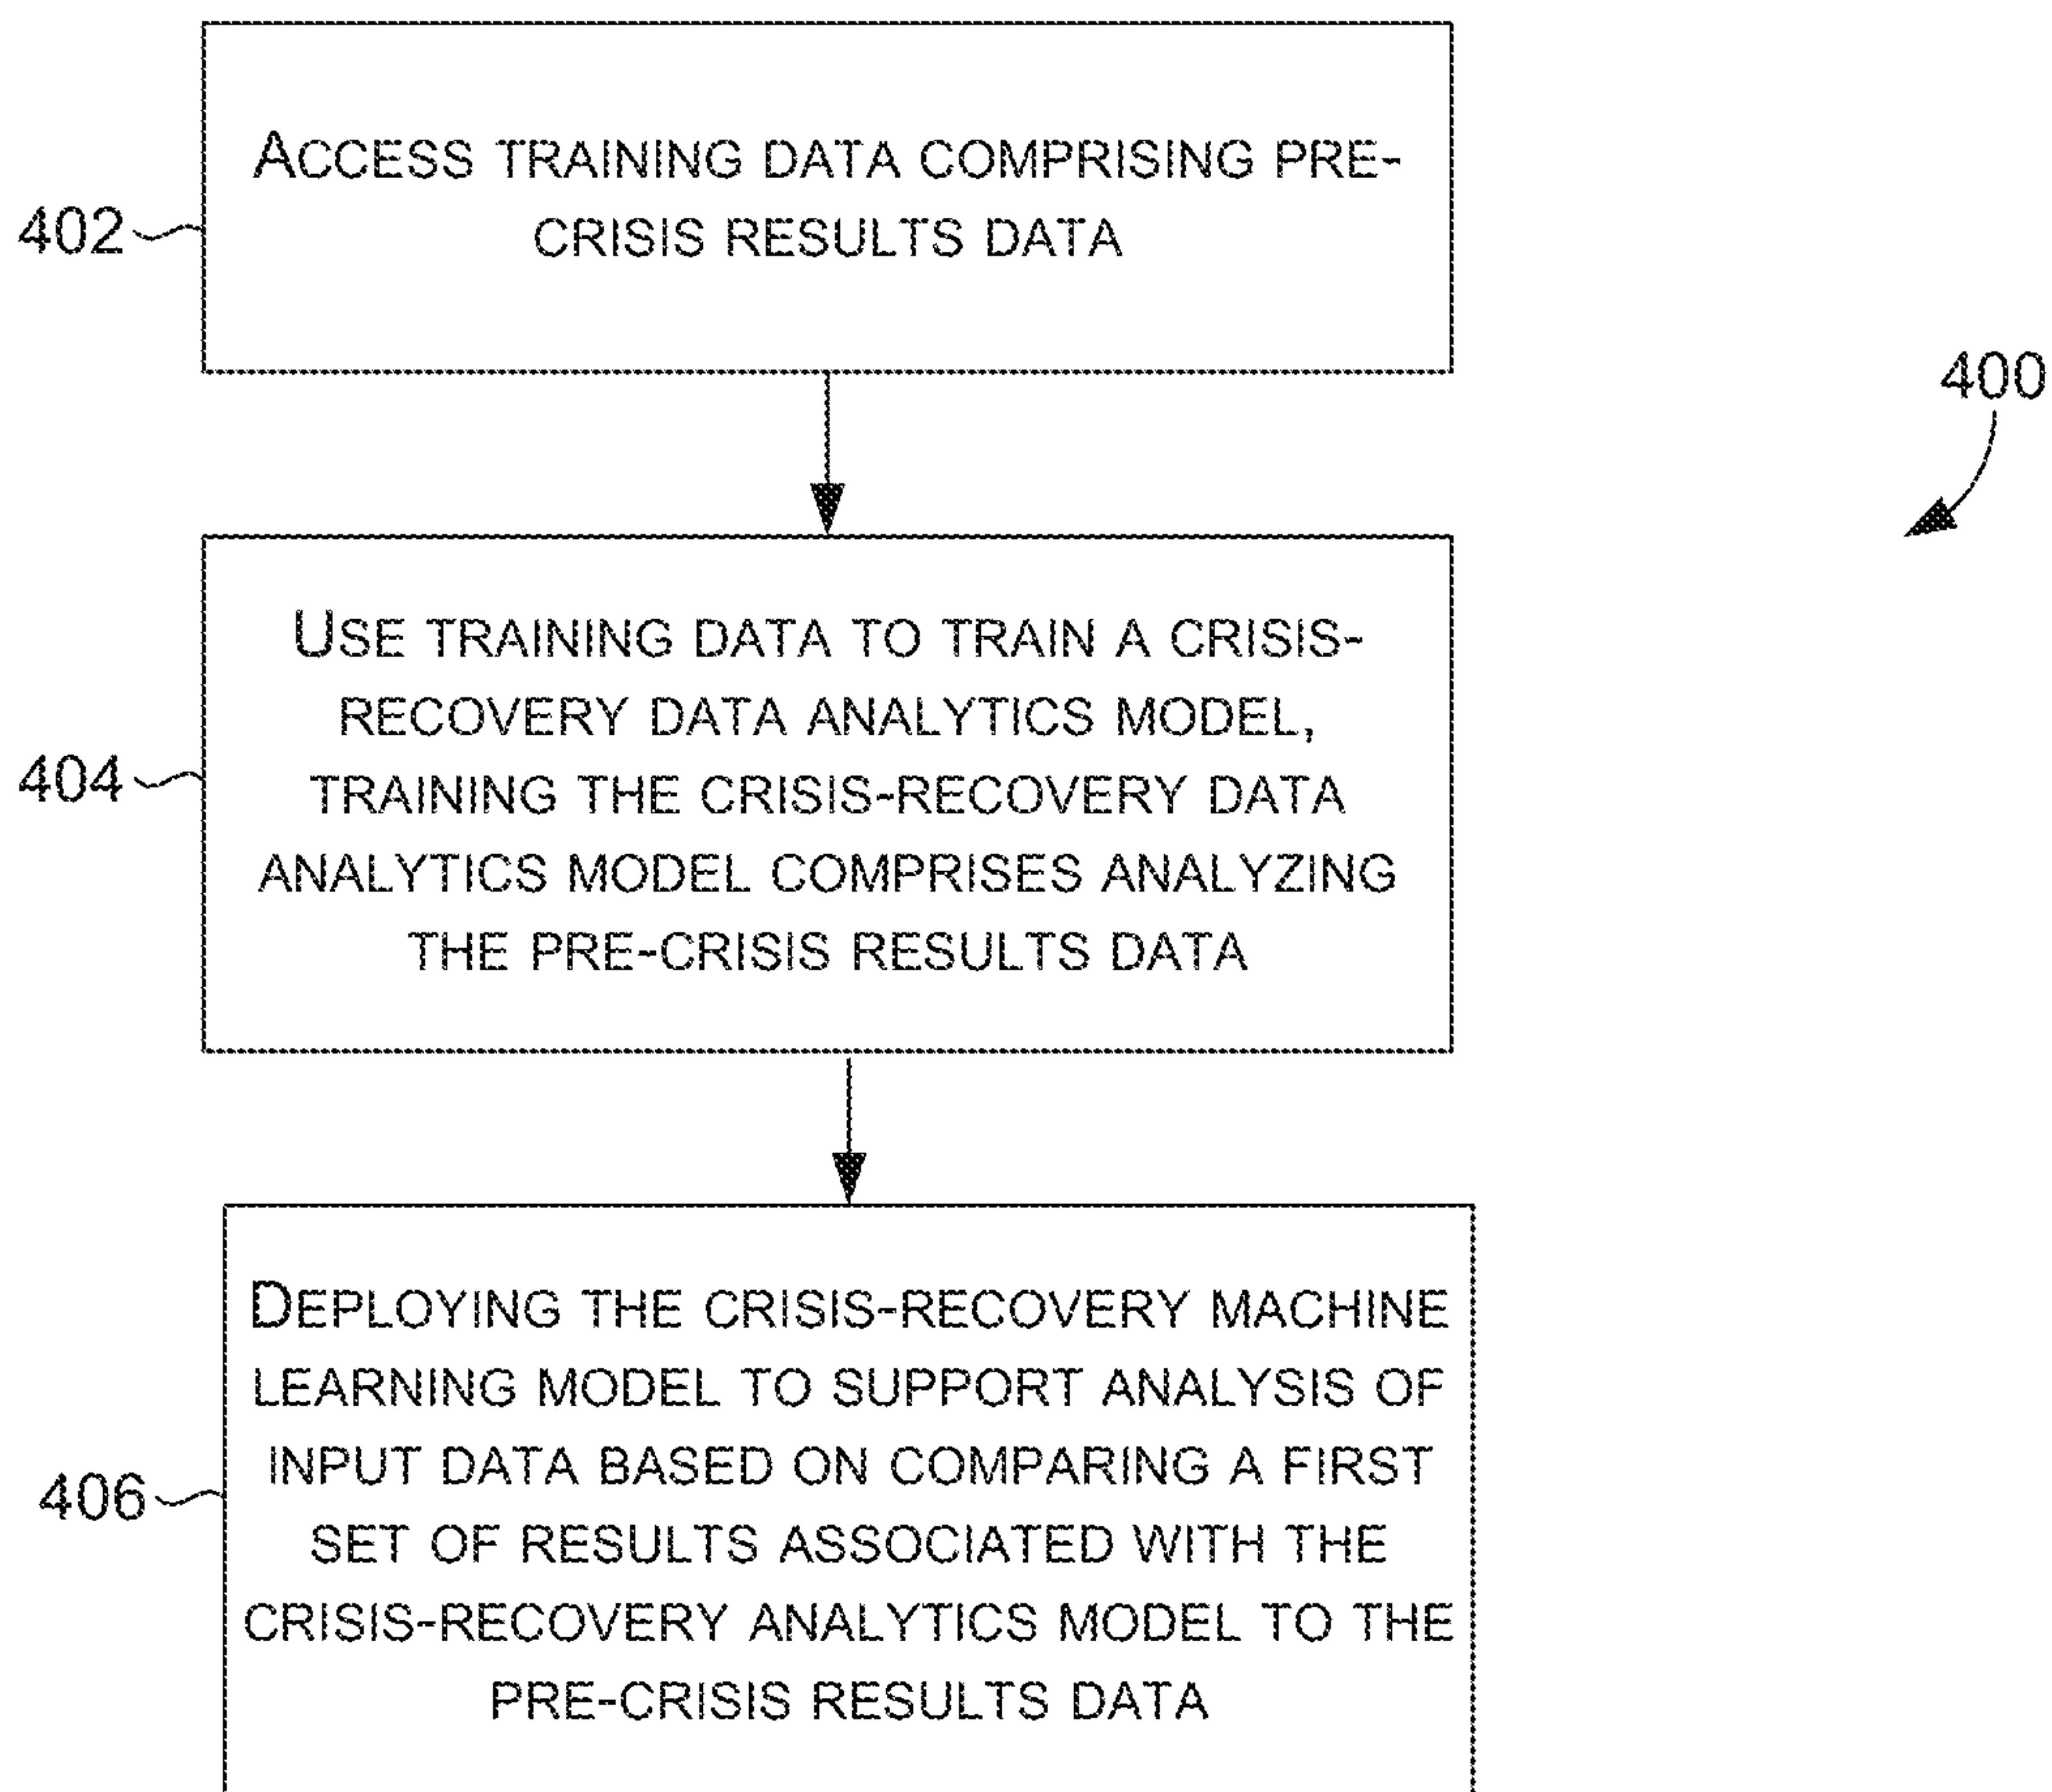 ACCESS TRAINING DATA COMPRISING PRE-
CRISIS RESULTS DATA
402
400
USE TRAINING DATA TO TRAIN A CRISIS-
RECOVERY DATA ANALYTICS MODEL,
TRAINING THE CRISIS-RECOVERY DATA
ANALYTICS MODEL COMPRISES ANALYZING
THE PRE-CRISIS RESULTS DATA
404
DEPLOYING THE CRISIS-RECOVERY MACHINE
LEARNING MODEL TO SUPPORT ANALYSIS OF
INPUT DATA BASED ON COMPARING A FIRST
SET OF RESULTS ASSOCIATED WITH THE
CRISIS-RECOVERY ANALYTICS MODEL TO THE
PRE-CRISIS RESULTS DATA
406